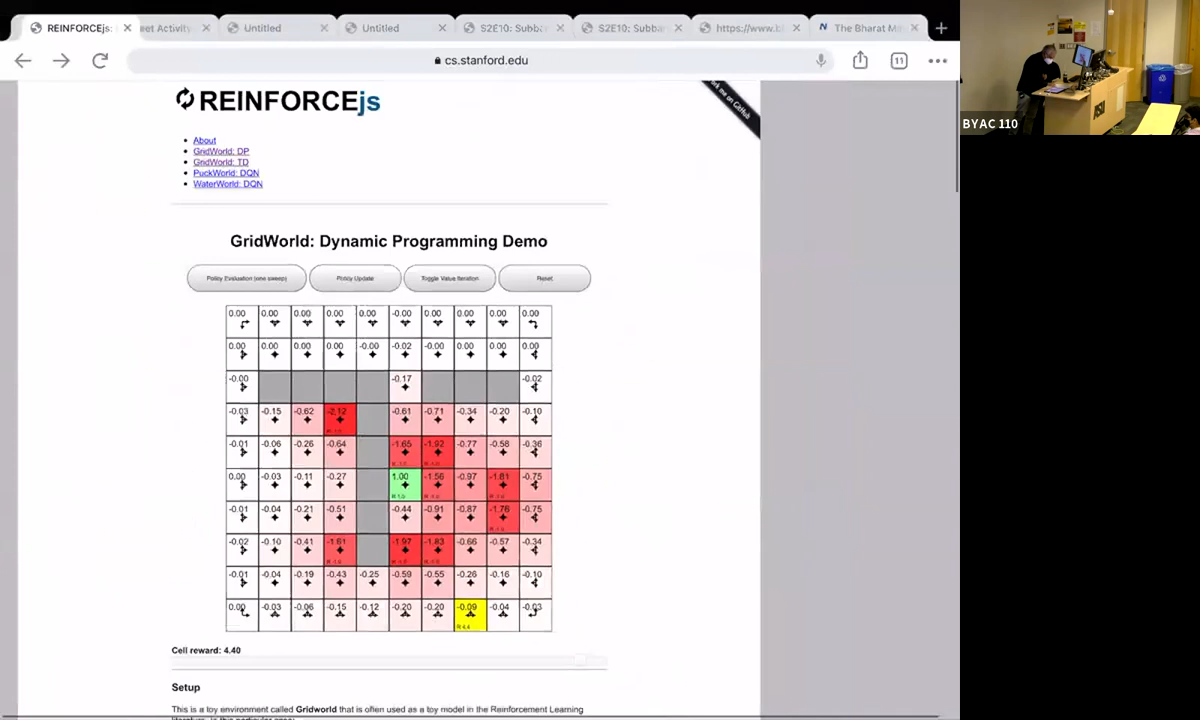 REINFORCEjs:
eet Activity
Untitled
Untitled
S2E10: Subba
S2E10: Subba
https://www.b
The Bharat M
cs.stanford.edu
11
BYAC 110
REINFORCEjs
About
GridWorld: DP
GridWorld: TD
PuckWorld: DQN
WaterWorld: DQN
GridWorld: Dynamic Programming Demo
Policy Evaluation (one sweep) Policy Update Toggle Value Iteration Reset
0.00 0.00 0.00 0.00 0.00 -0.00 0.00 0.00 0.00 0.00
0.00 0.00 0.00 0.00 -0.00 -0.02 -0.00 0.00 0.00 0.00
-0.00 -0.17 -0.02
-0.03 -0.15 -0.62 -2.12 -0.61 -0.71 -0.34 -0.20 -0.10
-0.01 -0.06 -0.26 -0.64 -1.65 -1.92 -0.77 -0.58 -0.36
0.00 -0.03 -0.11 -0.27 1.00 -1.56 -0.97 -1.81 -0.75
-0.01 -0.04 -0.21 -0.51 -0.44 -0.91 -0.87 -1.76 -0.75
-0.02 -0.10 -0.41 -1.61 -1.97 -1.83 -0.66 -0.57 -0.34
-0.01 -0.04 -0.19 -0.43 -0.25 -0.59 -0.55 -0.26 -0.16 -0.10
0.00 -0.03 -0.06 -0.15 -0.12 -0.20 -0.20 -0.09 -0.04 -0.03
R 4.4
Cell reward: 4.40
Setup
This is a toy environment called Gridworld that is often used as a toy model in the Reinforcement Learning